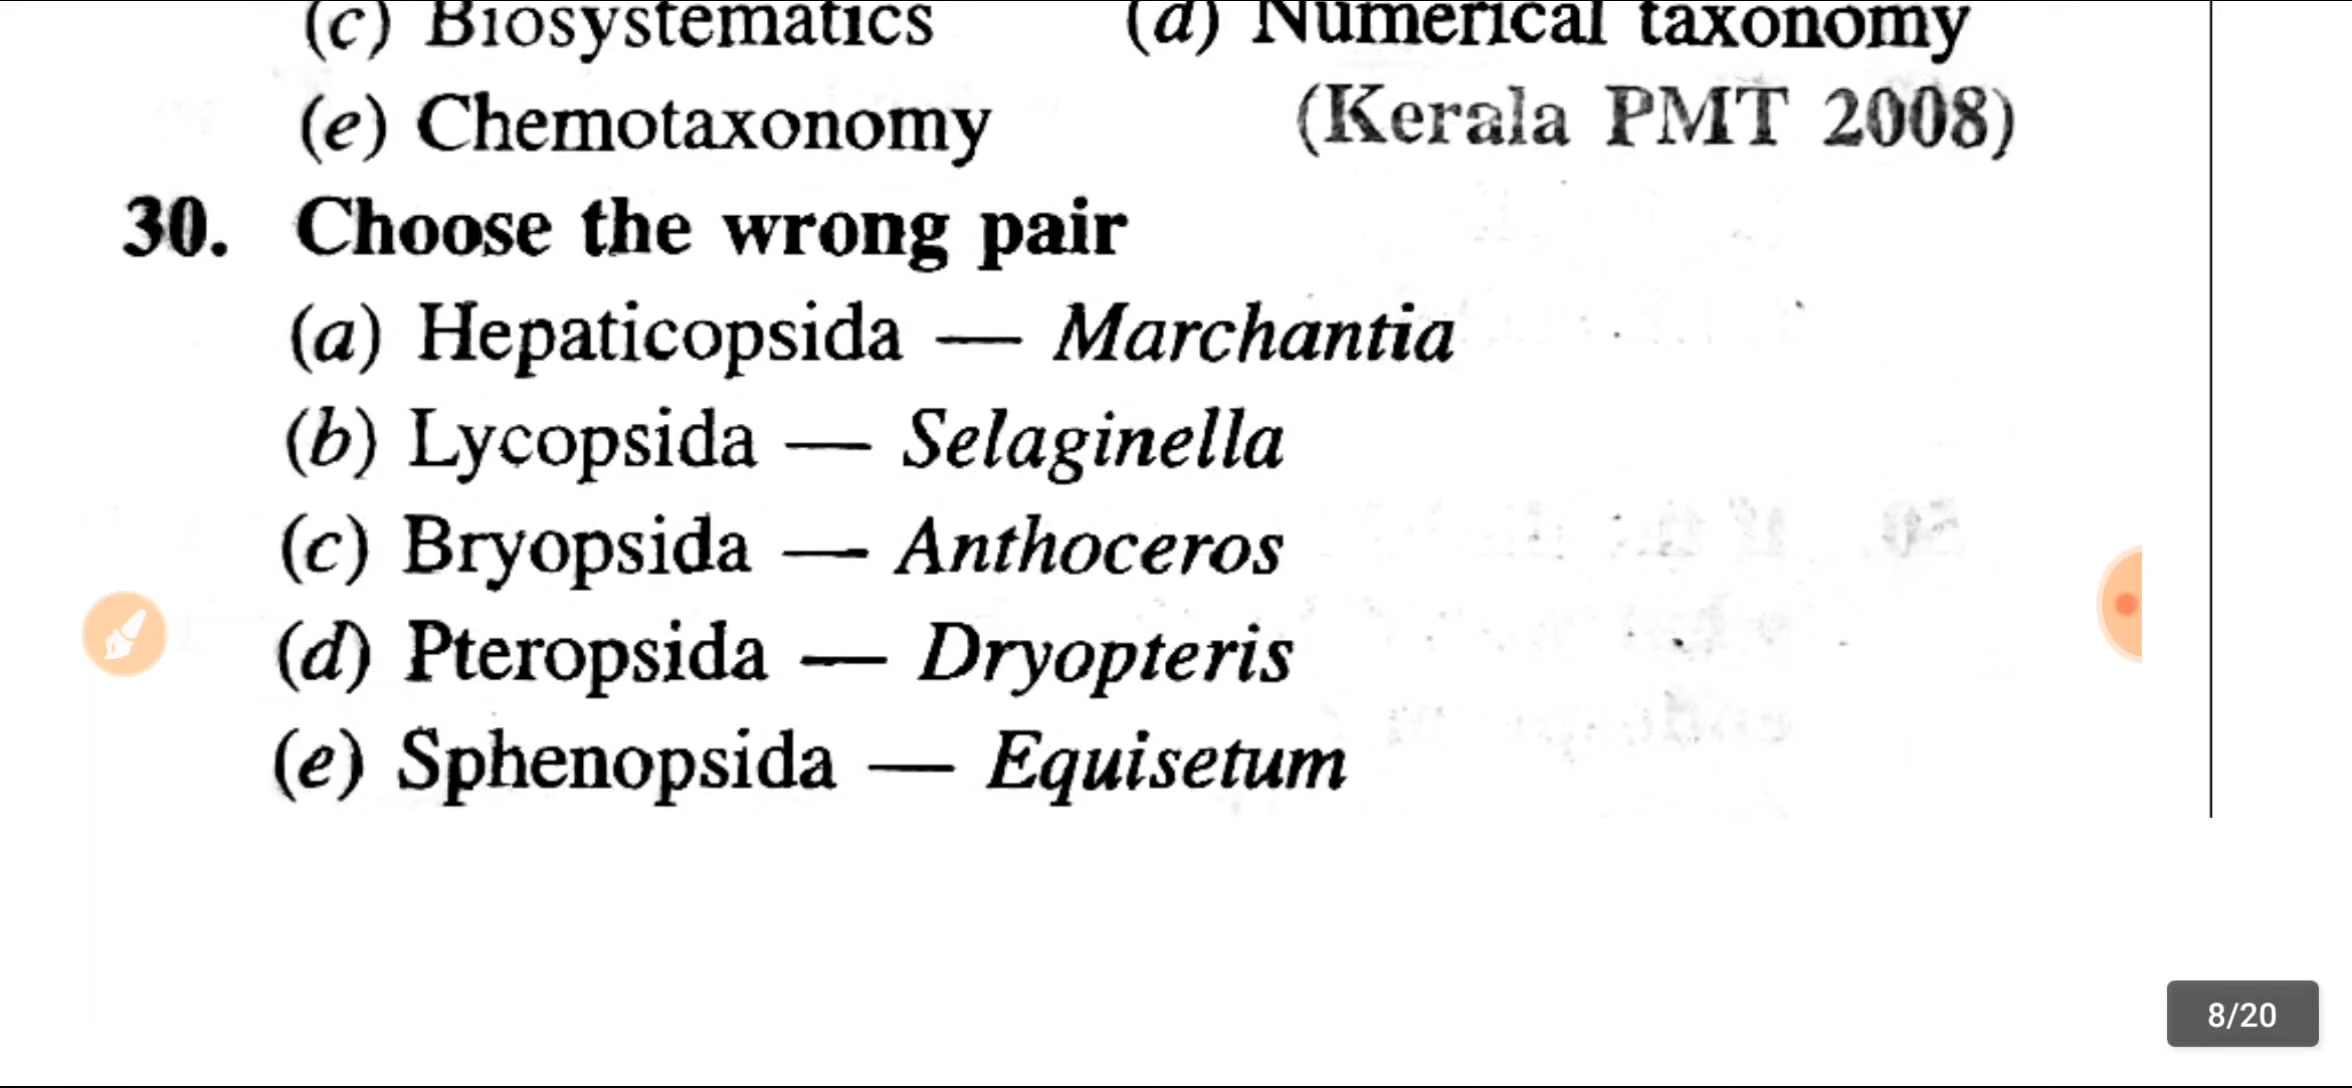 (c) Biosystematics (d) Numerical taxonomy
(e) Chemotaxonomy (Kerala PMT 2008)
30. Choose the wrong pair
(a) Hepaticopsida — Marchantia
(b) Lycopsida — Selaginella
(c) Bryopsida — Anthoceros
(d) Pteropsida — Dryopteris
(e) Sphenopsida — Equisetum
8/20